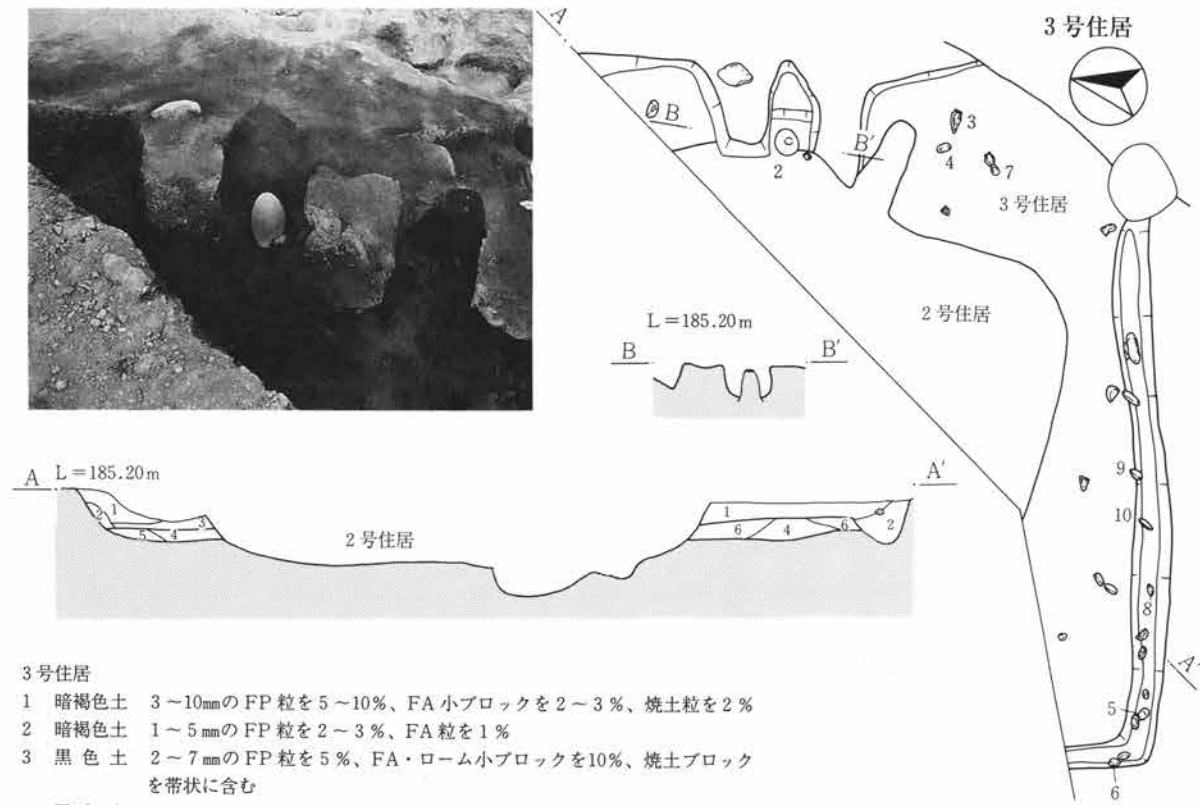 3号住居
A
B
B′
2
3
4
7
3号住居
2号住居
L＝185.20m
B
B′
9
10
8
A′
5
6
A
L＝185.20m
A′
2
1
3
5
4
2号住居
1
6
4
6
2
3号住居
1 暗褐色土 3～10㎜のFP粒を5～10％、FA小ブロックを2～3％、焼土粒を2％
2 暗褐色土 1～5㎜のFP粒を2～3％、FA粒を1％
3 黒色土 2～7㎜のFP粒を5％、FA・ローム小ブロックを10％、焼土ブロック
を帯状に含む